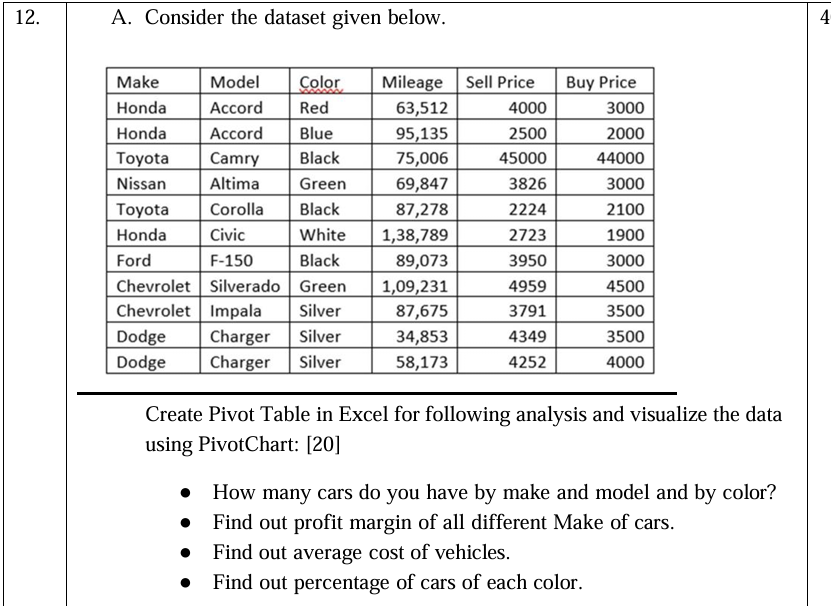 12.
A. Consider the dataset given below.
4
Make Model Color Mileage Sell Price Buy Price
Honda Accord Red 63,512 4000 3000
Honda Accord Blue 95,135 2500 2000
Toyota Camry Black 75,006 45000 44000
Nissan Altima Green 69,847 3826 3000
Toyota Corolla Black 87,278 2224 2100
Honda Civic White 1,38,789 2723 1900
Ford F-150 Black 89,073 3950 3000
Chevrolet Silverado Green 1,09,231 4959 4500
Chevrolet Impala Silver 87,675 3791 3500
Dodge Charger Silver 34,853 4349 3500
Dodge Charger Silver 58,173 4252 4000
Create Pivot Table in Excel for following analysis and visualize the data
using PivotChart: [20]
● How many cars do you have by make and model and by color?
● Find out profit margin of all different Make of cars.
● Find out average cost of vehicles.
● Find out percentage of cars of each color.